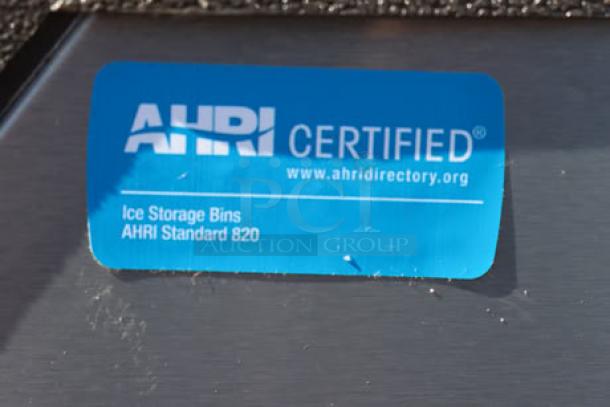 AHRI CERTIFIED®
www.ahridirectory.org
Ice Storage Bins
AHRI Standard 820
PCI
AUCTION GROUP